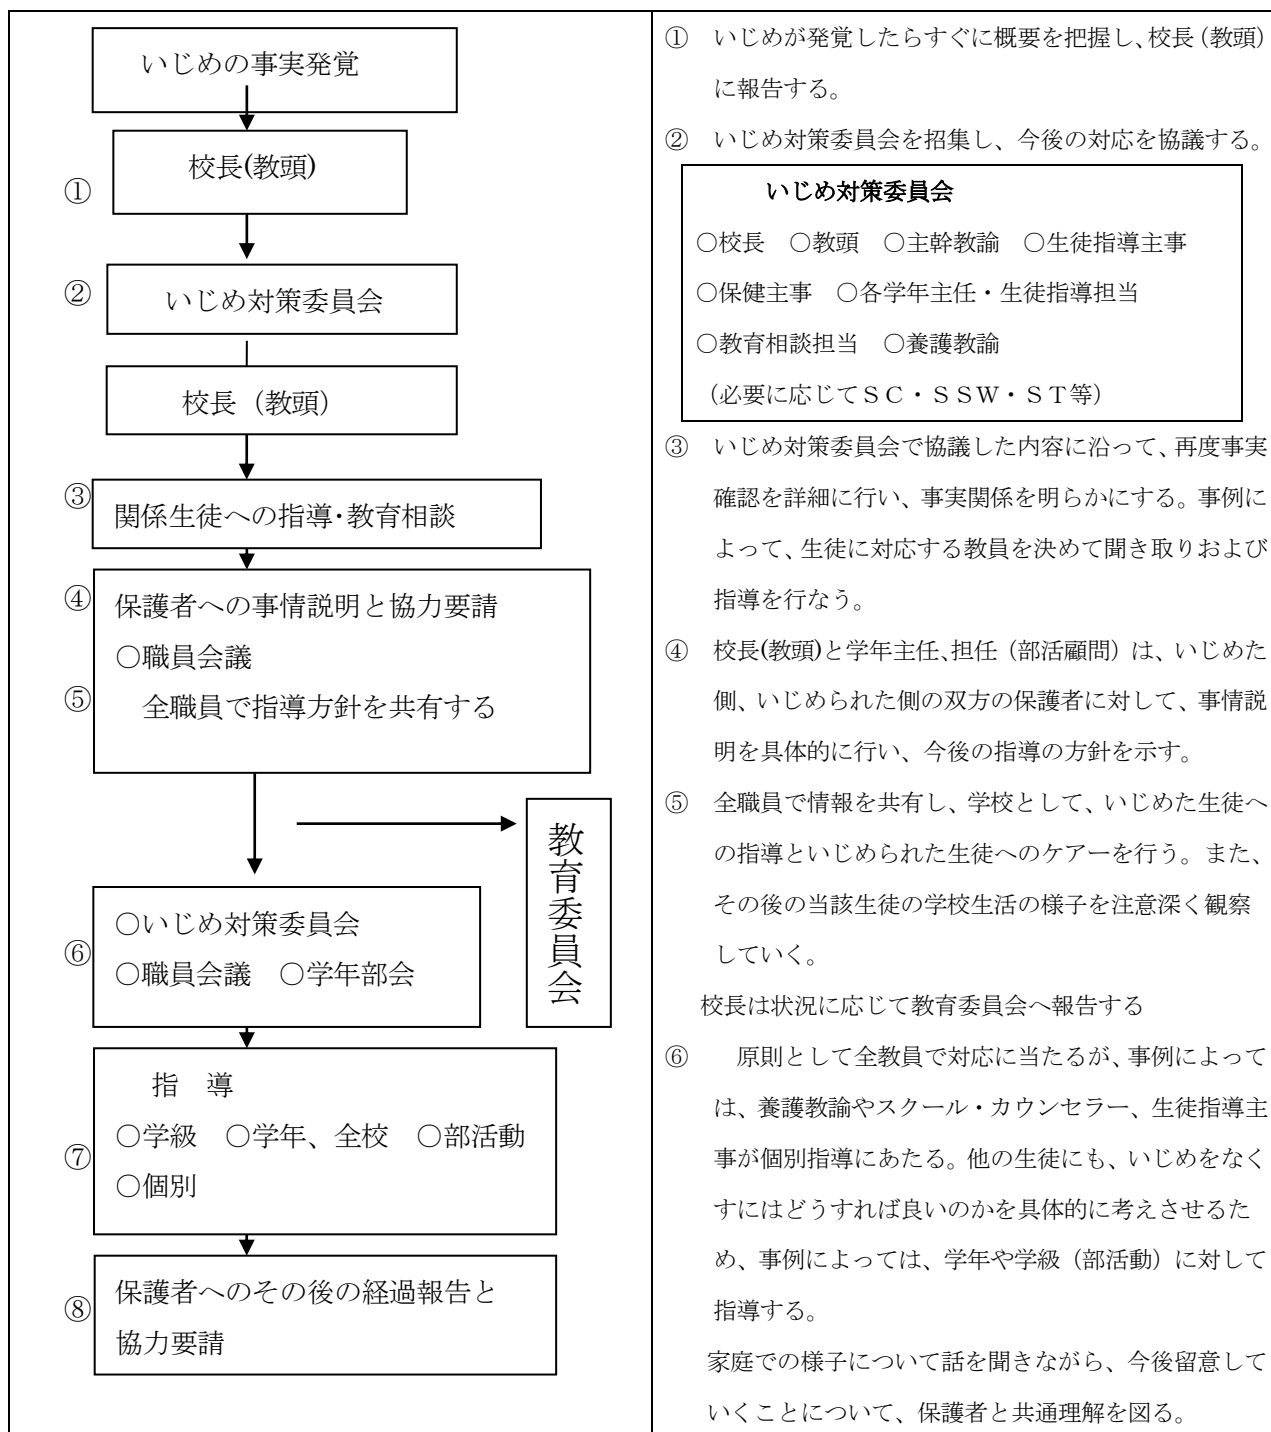 いじめの事実発覚
校長(教頭)
①
②
いじめ対策委員会
校長（教頭）
③
関係生徒への指導･教育相談
④
保護者への事情説明と協力要請
○職員会議
⑤
全職員で指導方針を共有する
教育委員会
○いじめ対策委員会
⑥
○職員会議　○学年部会
指　導
○学級　○学年、全校　○部活動
⑦
○個別
保護者へのその後の経過報告と
⑧
協力要請
①　いじめが発覚したらすぐに概要を把握し、校長（教頭）
に報告する。
②　いじめ対策委員会を招集し、今後の対応を協議する。
いじめ対策委員会
○校長　○教頭　○主幹教諭　○生徒指導主事
○保健主事　○各学年主任・生徒指導担当
○教育相談担当　○養護教諭
（必要に応じてＳＣ・ＳＳＷ・ＳＴ等）
③　いじめ対策委員会で協議した内容に沿って、再度事実
確認を詳細に行い、事実関係を明らかにする。事例に
よって、生徒に対応する教員を決めて聞き取りおよび
指導を行なう。
④　校長(教頭)と学年主任、担任（部活顧問）は、いじめた
側、いじめられた側の双方の保護者に対して、事情説
明を具体的に行い、今後の指導の方針を示す。
⑤　全職員で情報を共有し、学校として、いじめた生徒へ
の指導といじめられた生徒へのケアーを行う。また、
その後の当該生徒の学校生活の様子を注意深く観察
していく。
校長は状況に応じて教育委員会へ報告する
⑥　原則として全教員で対応に当たるが、事例によって
は、養護教諭やスクール・カウンセラー、生徒指導主
事が個別指導にあたる。他の生徒にも、いじめをなく
すにはどうすれば良いのかを具体的に考えさせるた
め、事例によっては、学年や学級（部活動）に対して
指導する。
家庭での様子について話を聞きながら、今後留意して
いくことについて、保護者と共通理解を図る。